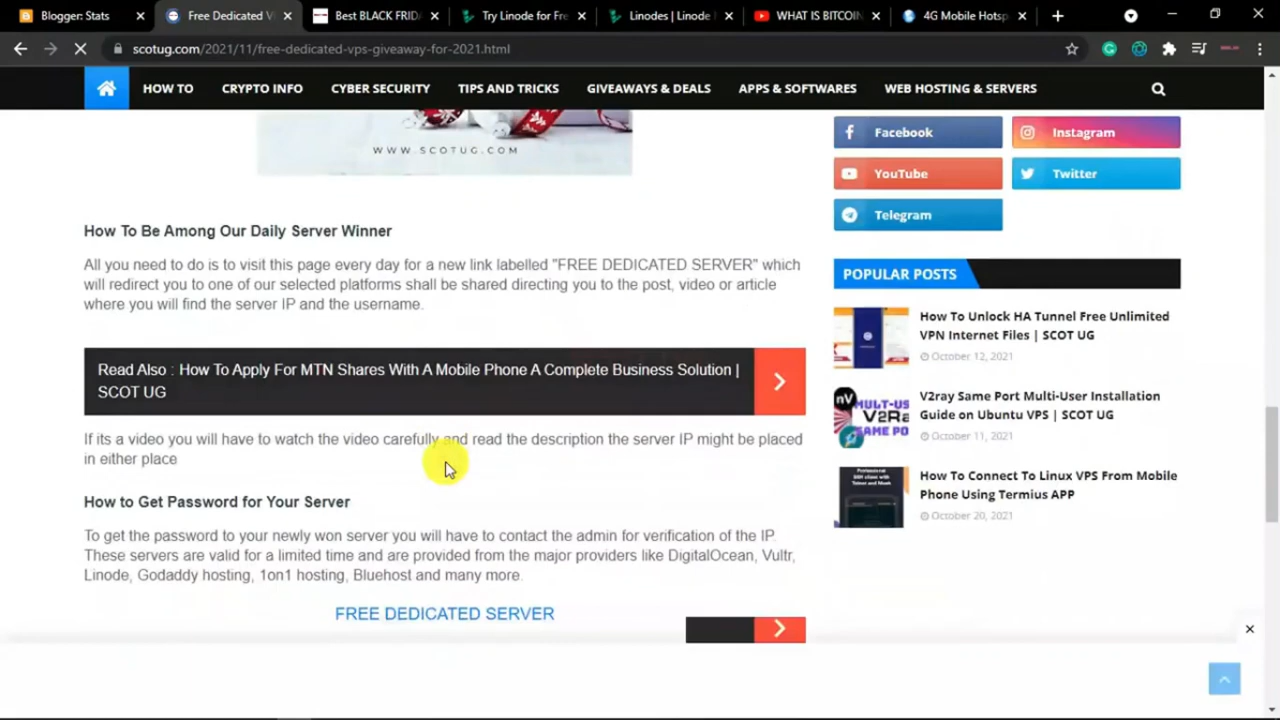 Blogger: Stats
Free Dedicated V
Best BLACK FRID
Try Linode for Fre
Linodes | Linode
WHAT IS BITCOIN
4G Mobile Hotsp
scotug.com/2021/11/free-dedicated-vps-giveaway-for-2021.html
HOW TO
CRYPTO INFO
CYBER SECURITY
TIPS AND TRICKS
GIVEAWAYS & DEALS
APPS & SOFTWARES
WEB HOSTING & SERVERS
WWW.SCOTUG.COM
How To Be Among Our Daily Server Winner
All you need to do is to visit this page every day for a new link labelled "FREE DEDICATED SERVER" which
will redirect you to one of our selected platforms shall be shared directing you to the post, video or article
where you will find the server IP and the username.
Read Also : How To Apply For MTN Shares With A Mobile Phone A Complete Business Solution |
SCOT UG
If its a video you will have to watch the video carefully and read the description the server IP might be placed
in either place
How to Get Password for Your Server
To get the password to your newly won server you will have to contact the admin for verification of the IP.
These servers are valid for a limited time and are provided from the major providers like DigitalOcean, Vultr,
Linode, Godaddy hosting, 1on1 hosting, Bluehost and many more.
FREE DEDICATED SERVER
Facebook
Instagram
YouTube
Twitter
Telegram
POPULAR POSTS
How To Unlock HA Tunnel Free Unlimited
VPN Internet Files | SCOT UG
October 12, 2021
V2ray Same Port Multi-User Installation
Guide on Ubuntu VPS | SCOT UG
October 11, 2021
How To Connect To Linux VPS From Mobile
Phone Using Termius APP
October 20, 2021